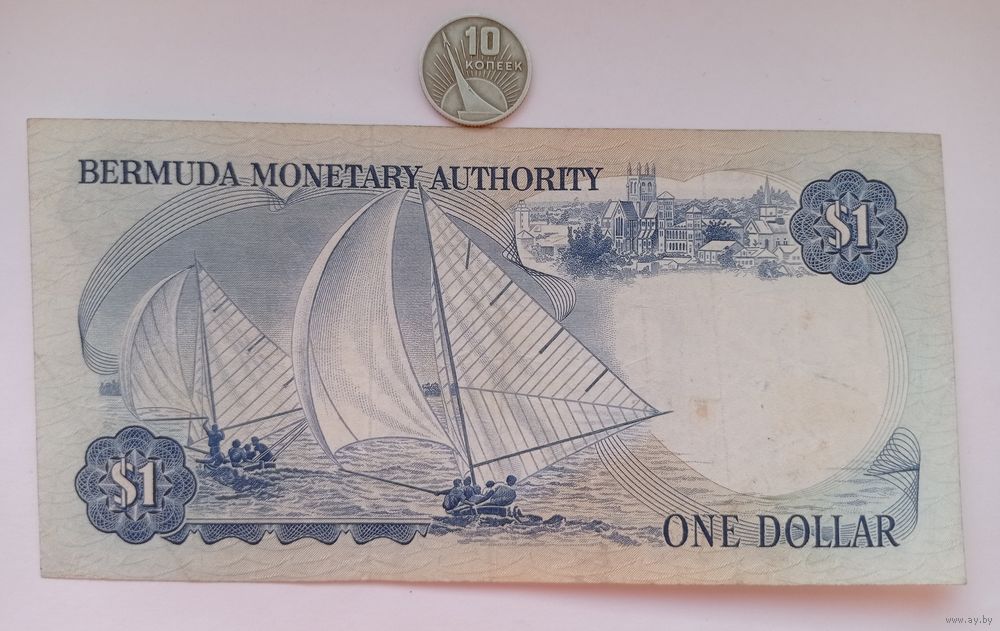 10
КОПЕЕК
BERMUDA MONETARY AUTHORITY
$1
$1
ONE DOLLAR
www.ay.by